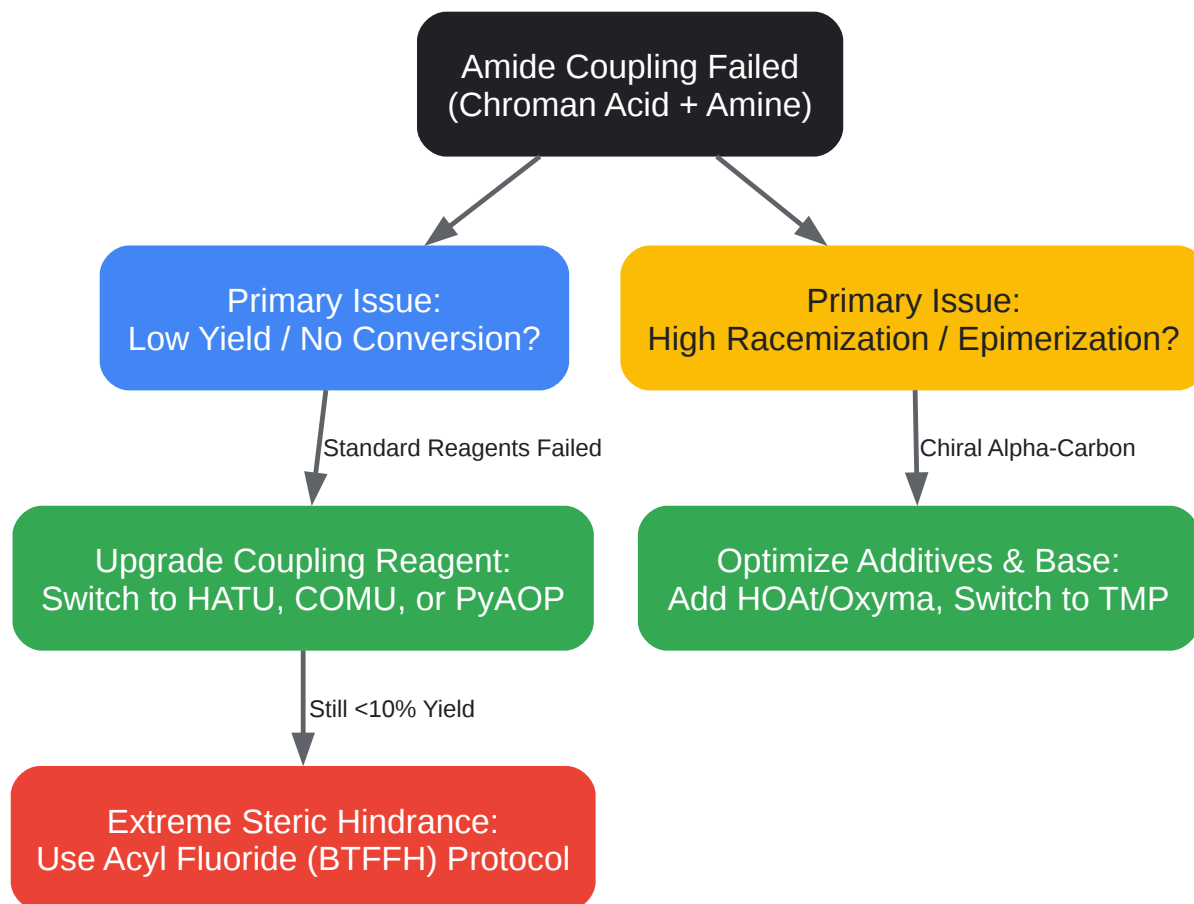 Amide Coupling Failed
(Chroman Acid + Amine)
Primary Issue:
Low Yield / No Conversion?
Primary Issue:
High Racemization / Epimerization?
Standard Reagents Failed
Chiral Alpha-Carbon
Upgrade Coupling Reagent:
Switch to HATU, COMU, or PyAOP
Optimize Additives & Base:
Add HOAt/Oxyma, Switch to TMP
Still <10% Yield
Extreme Steric Hindrance:
Use Acyl Fluoride (BTFFH) Protocol